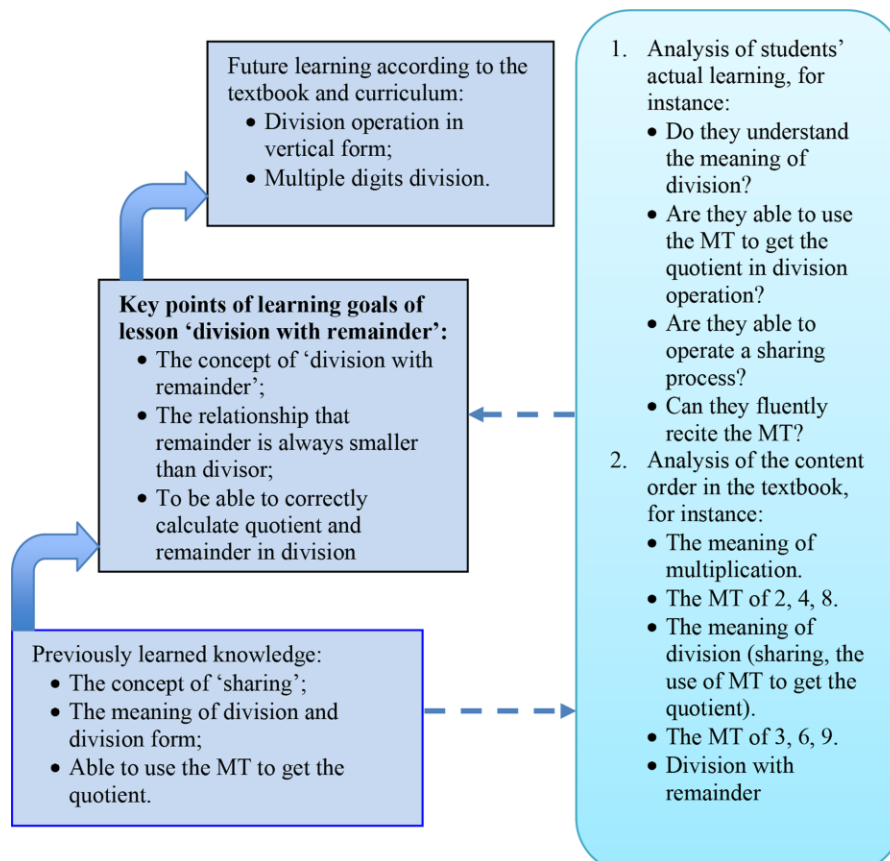 Future learning according to the
textbook and curriculum:
• Division operation in
vertical form;
• Multiple digits division.
Key points of learning goals of
lesson ‘division with remainder’:
• The concept of ‘division with
remainder’;
• The relationship that
remainder is always smaller
than divisor;
• To be able to correctly
calculate quotient and
remainder in division
Previously learned knowledge:
• The concept of ‘sharing’;
• The meaning of division and
division form;
• Able to use the MT to get the
quotient.
1. Analysis of students’
actual learning, for
instance:
• Do they understand
the meaning of
division?
• Are they able to use
the MT to get the
quotient in division
operation?
• Are they able to
operate a sharing
process?
• Can they fluently
recite the MT?
2. Analysis of the content
order in the textbook,
for instance:
• The meaning of
multiplication.
• The MT of 2, 4, 8.
• The meaning of
division (sharing, the
use of MT to get the
quotient).
• The MT of 3, 6, 9.
• Division with
remainder